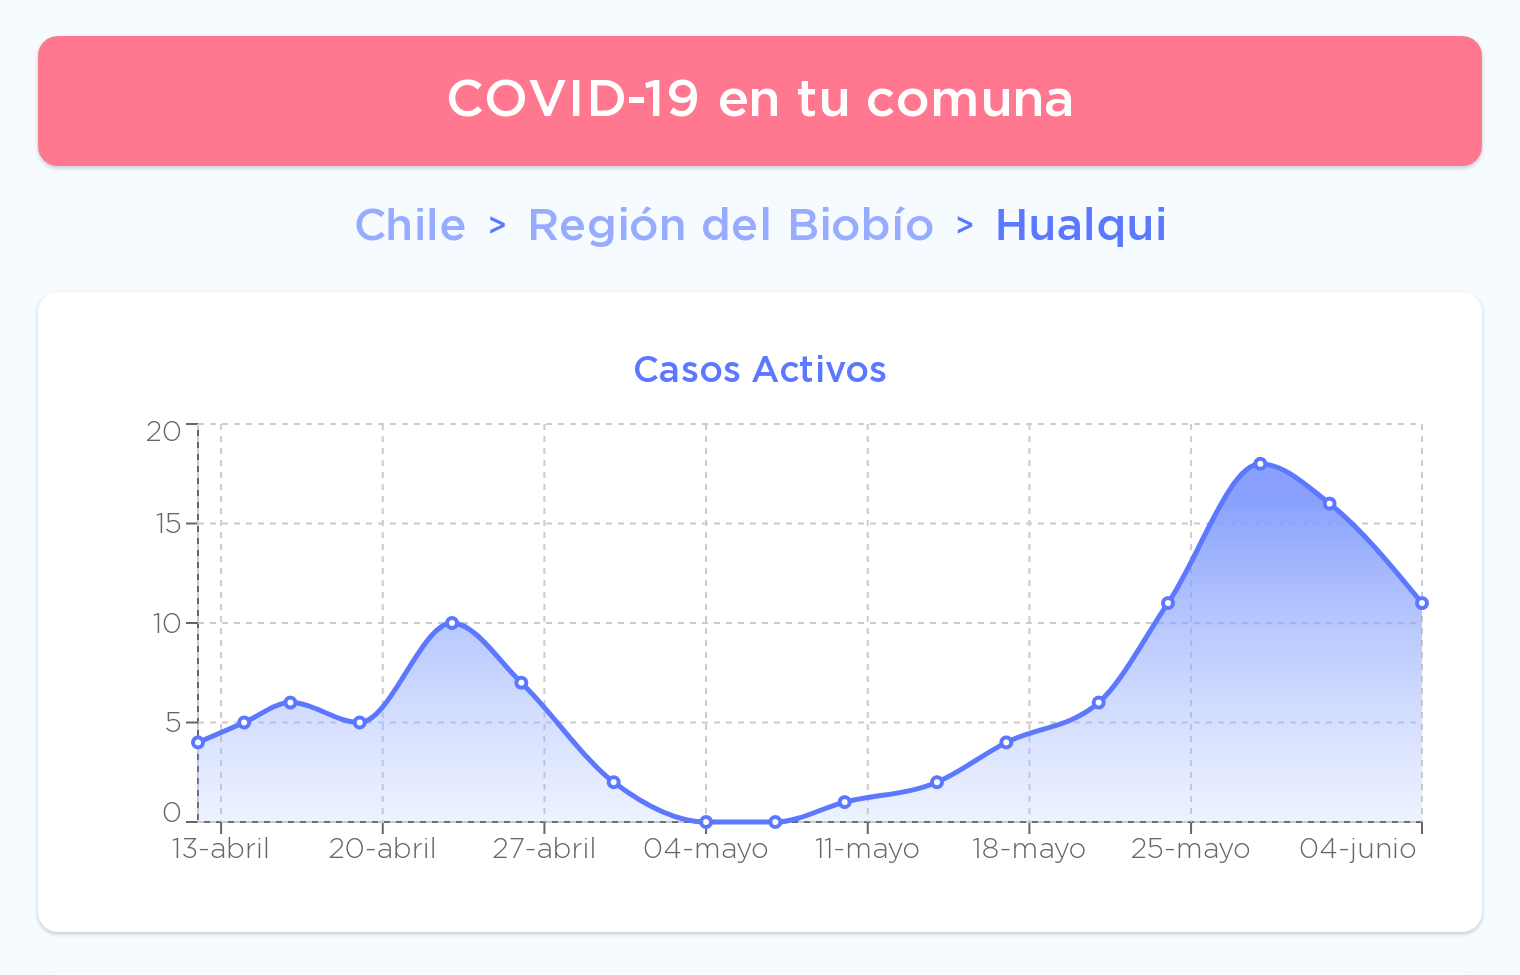 COVID-19 en tu comuna
Chile > Región del Biobío > Hualqui
Casos Activos
20
15
10
5
0
13-abril 20-abril 27-abril 04-mayo 11-mayo 18-mayo 25-mayo 04-junio